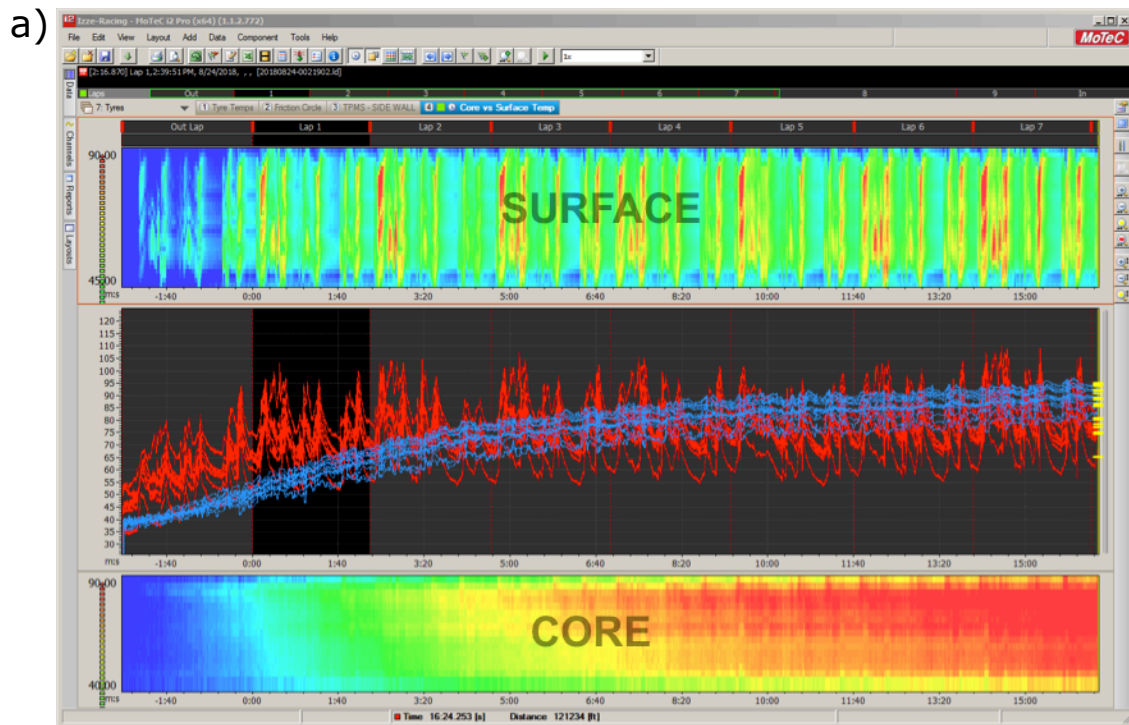 a)
Izze-Racing - MoTeC i2 Pro (x64) (1.1.2.772)
File Edit View Layout Add Data Component Tools Help
MoTeC
1x
[2:16.870] Lap 1,2:39:51 PM, 8/24/2018, , , [20180824-0021902.ld]
Laps Out 1 2 3 4 5 6 7 8 9 In
7: Tyres 1 Tyre Temps 2 Friction Circle 3 TPMS - SIDE WALL 4 Core vs Surface Temp
Data
Channels
Reports
Layouts
Out Lap Lap 1 Lap 2 Lap 3 Lap 4 Lap 5 Lap 6 Lap 7
90.00
SURFACE
45.00
m:s -1:40 0:00 1:40 3:20 5:00 6:40 8:20 10:00 11:40 13:20 15:00
120
115
110
105
100
95
90
85
80
75
70
65
60
55
50
45
40
35
30
m:s -1:40 0:00 1:40 3:20 5:00 6:40 8:20 10:00 11:40 13:20 15:00
90.00
CORE
40.00
m:s -1:40 0:00 1:40 3:20 5:00 6:40 8:20 10:00 11:40 13:20 15:00
Time 16:24.253 [s] Distance 121234 [ft]